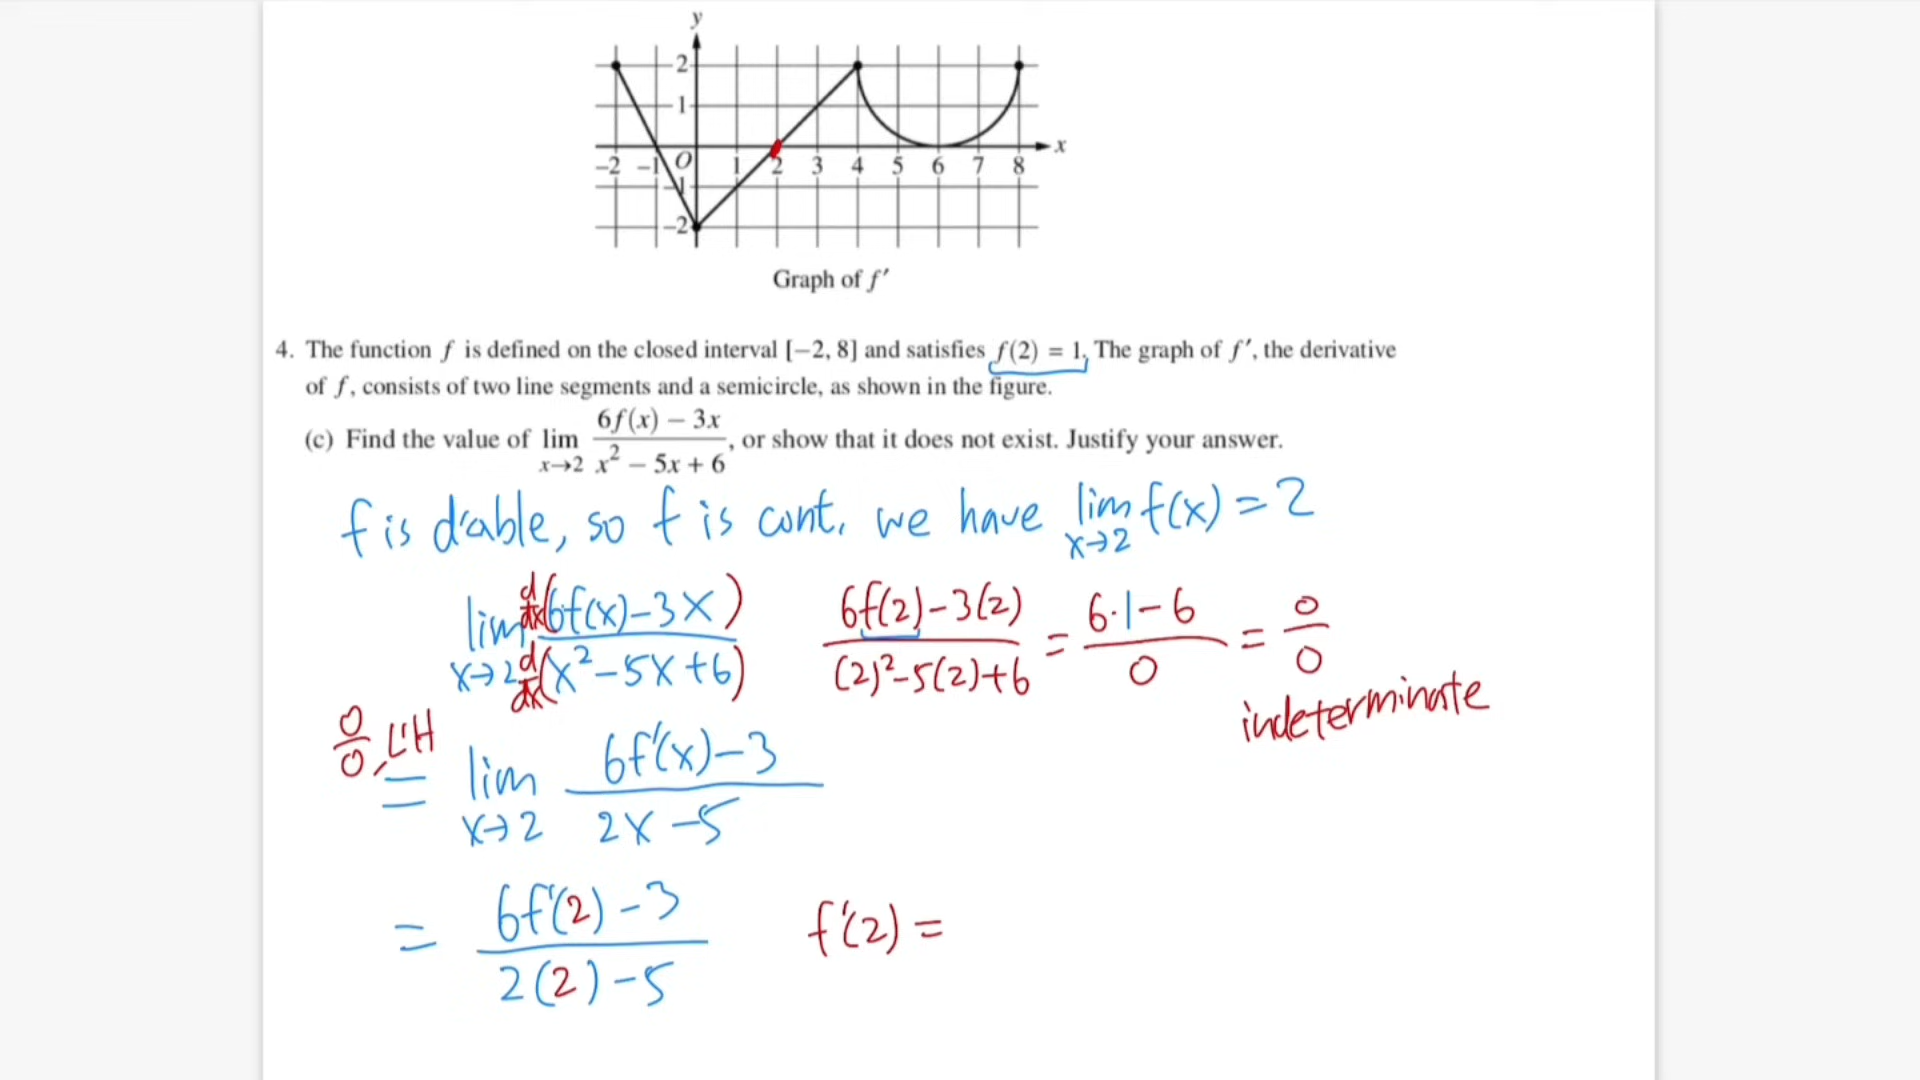 y
2
1
-2 -1 O 1 2 3 4 5 6 7 8 x
-1
-2
Graph of f′
4. The function f is defined on the closed interval [−2, 8] and satisfies f(2) = 1. The graph of f′, the derivative
of f, consists of two line segments and a semicircle, as shown in the figure.
(c) Find the value of lim x→2 (6f(x) − 3x)/(x² − 5x + 6), or show that it does not exist. Justify your answer.
f is d'able, so f is cont. we have lim x→2 f(x) = 2
lim x→2 d/dx(6f(x)−3x) / d/dx(x²−5x+6) (6f(2)−3(2))/((2)²−5(2)+6) = (6·1−6)/0 = 0/0
indeterminate
0/0, L'H = lim x→2 (6f'(x)−3)/(2x−5)
= (6f'(2)−3)/(2(2)−5) f'(2) =